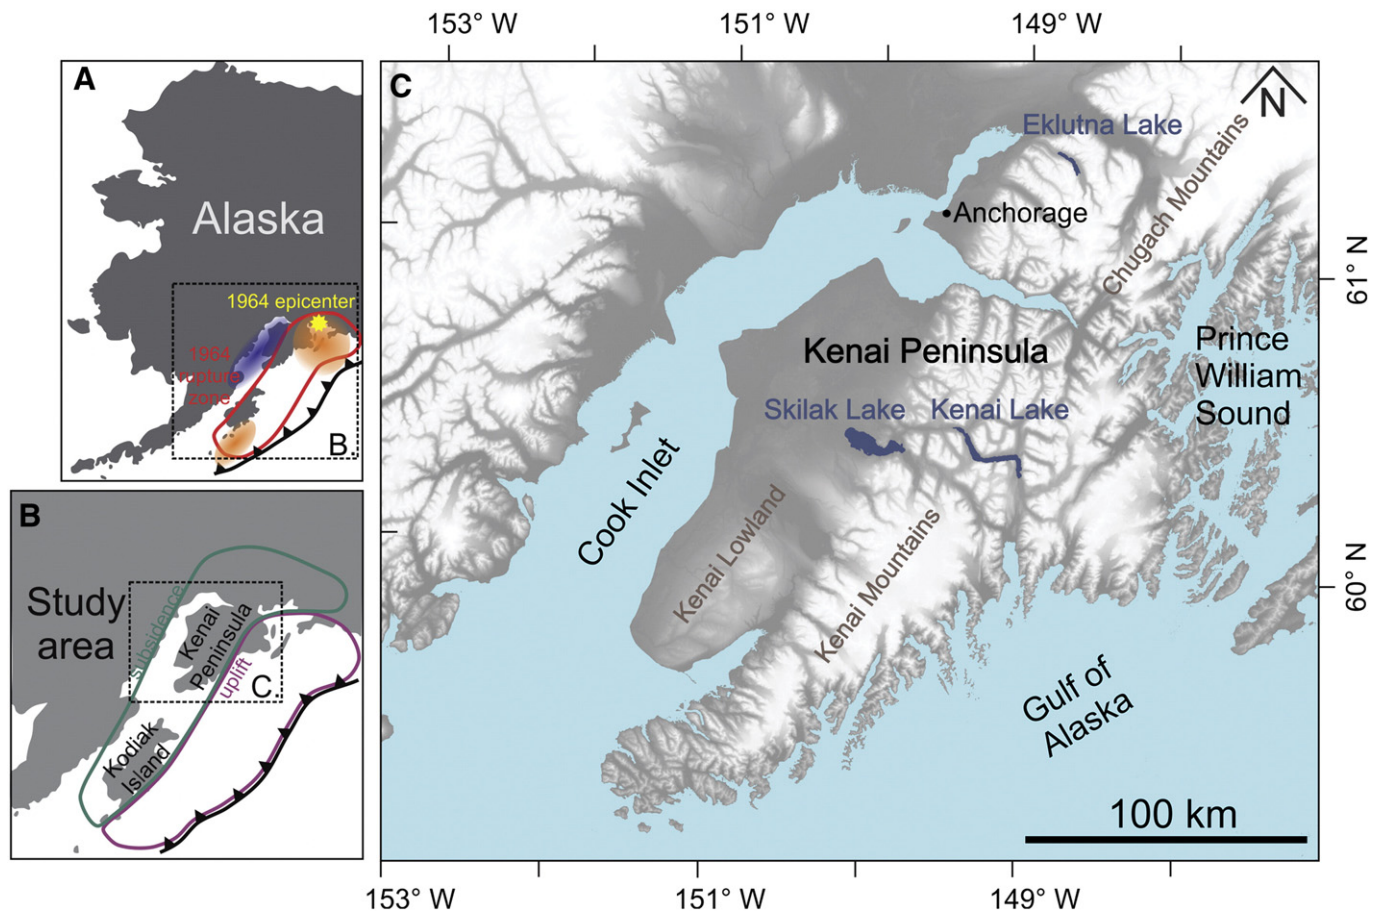 153° W
151° W
149° W
A
Alaska
1964 epicenter
1964
rupture
zone
B.
B
Study
area
subsidence
Kenai
Peninsula
uplift
C.
Kodiak
Island
C
N
Eklutna Lake
Anchorage
Chugach Mountains
61° N
Kenai Peninsula
Prince
William
Sound
Skilak Lake
Kenai Lake
Cook Inlet
Kenai Lowland
Kenai Mountains
60° N
Gulf of
Alaska
100 km
153° W
151° W
149° W